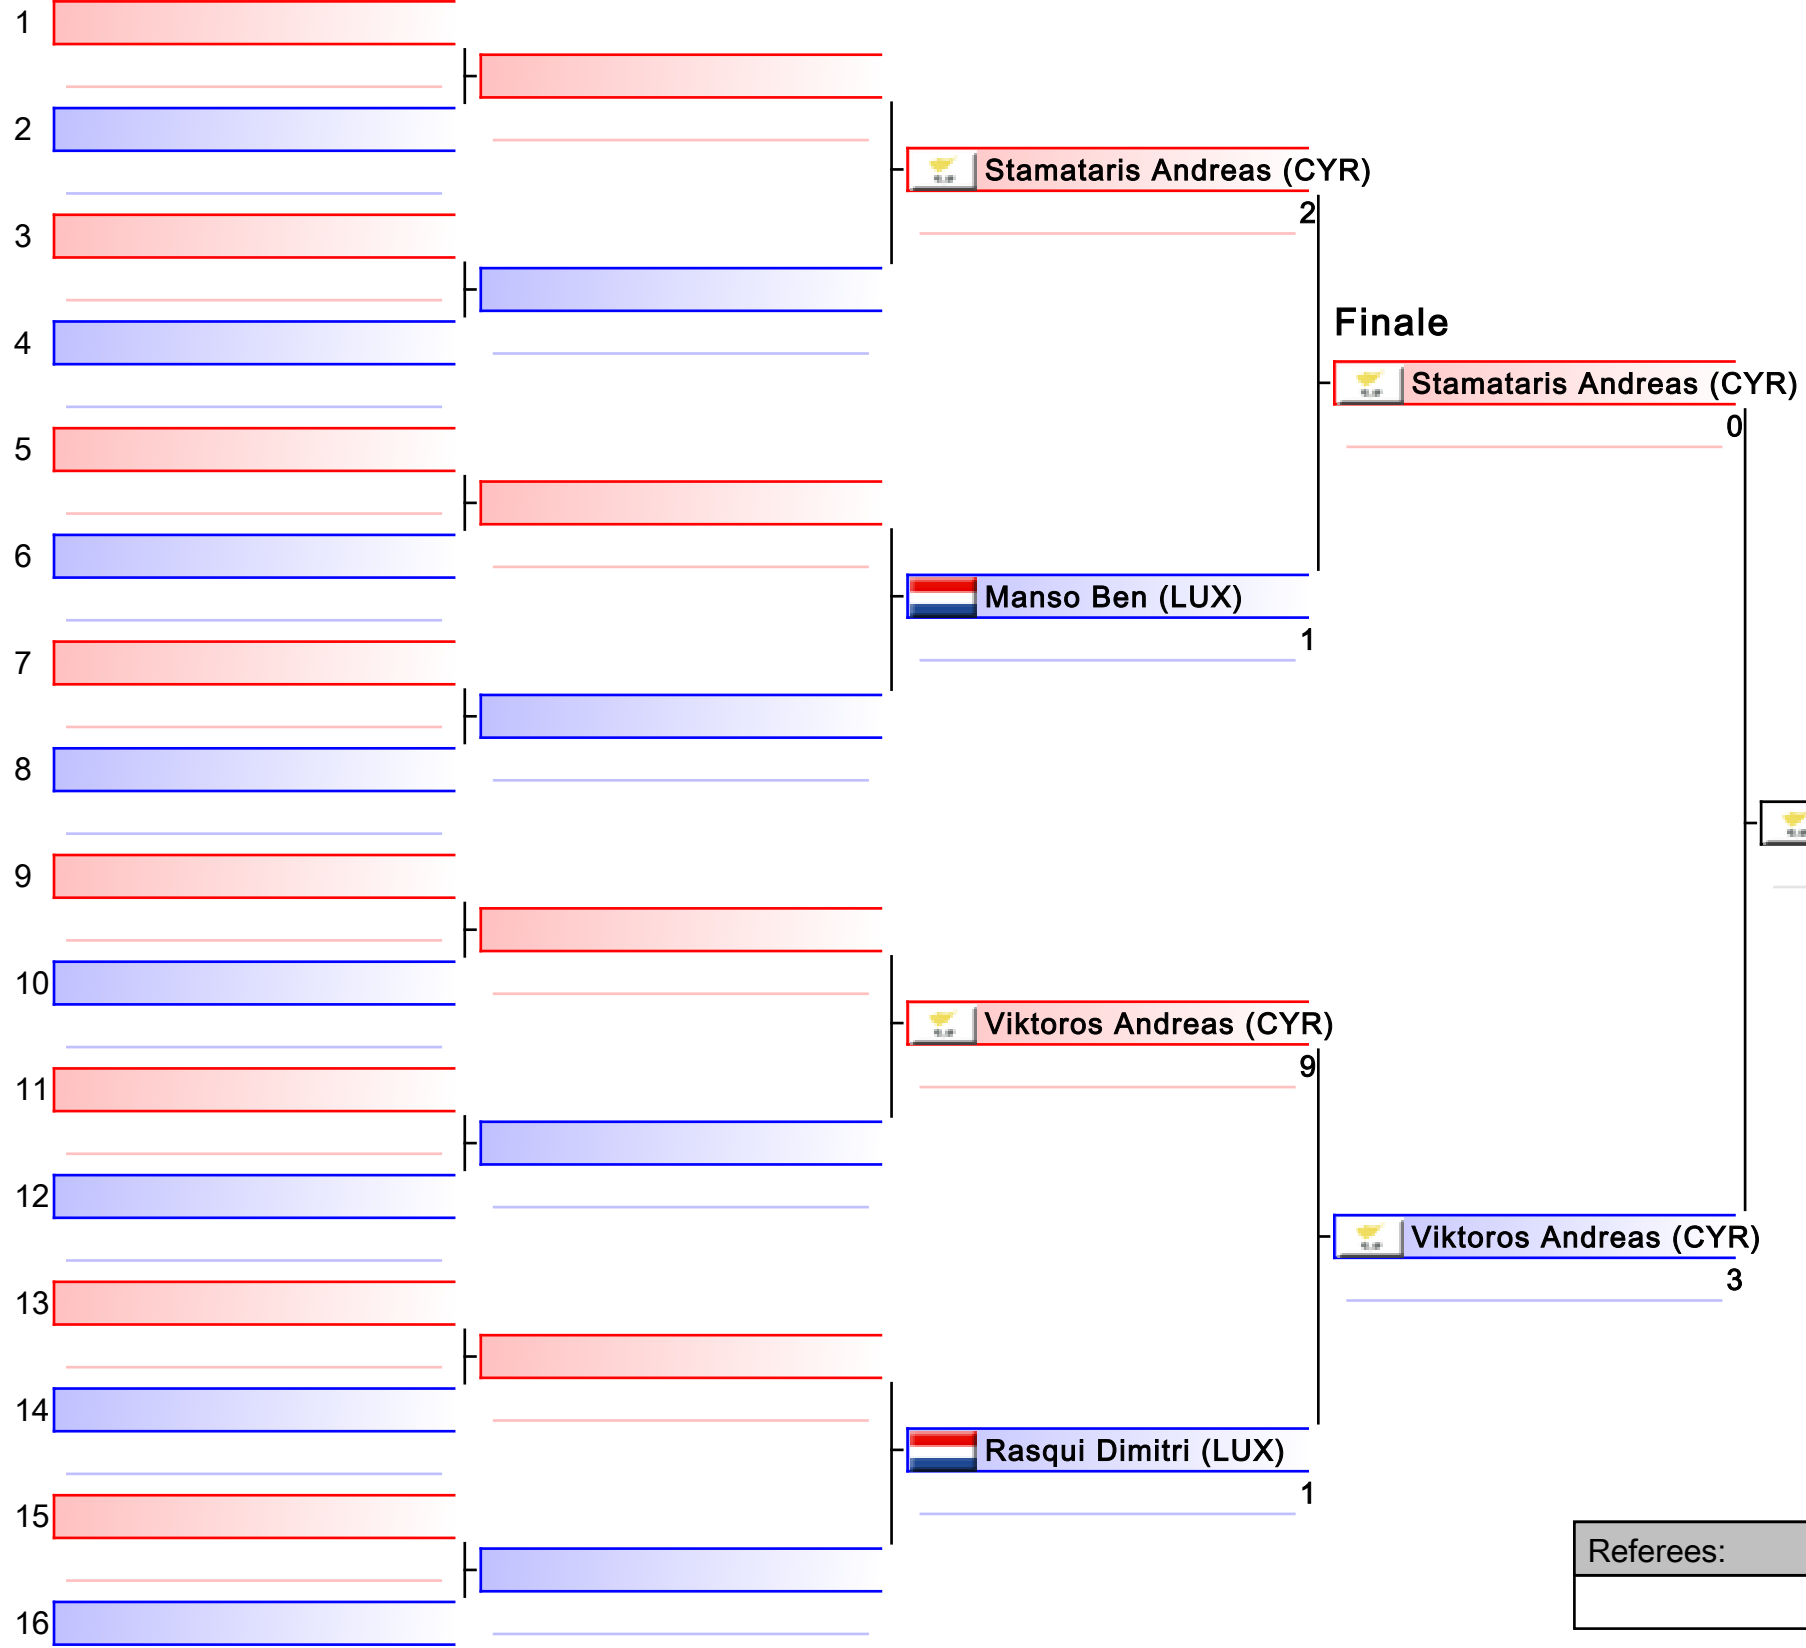 1
2
3
4
5
6
7
8
9
10
11
12
13
14
15
16
Stamataris Andreas (CYR)
2
Manso Ben (LUX)
1
Viktoros Andreas (CYR)
9
Rasqui Dimitri (LUX)
1
Finale
Stamataris Andreas (CYR)
0
Viktoros Andreas (CYR)
3
Referees: